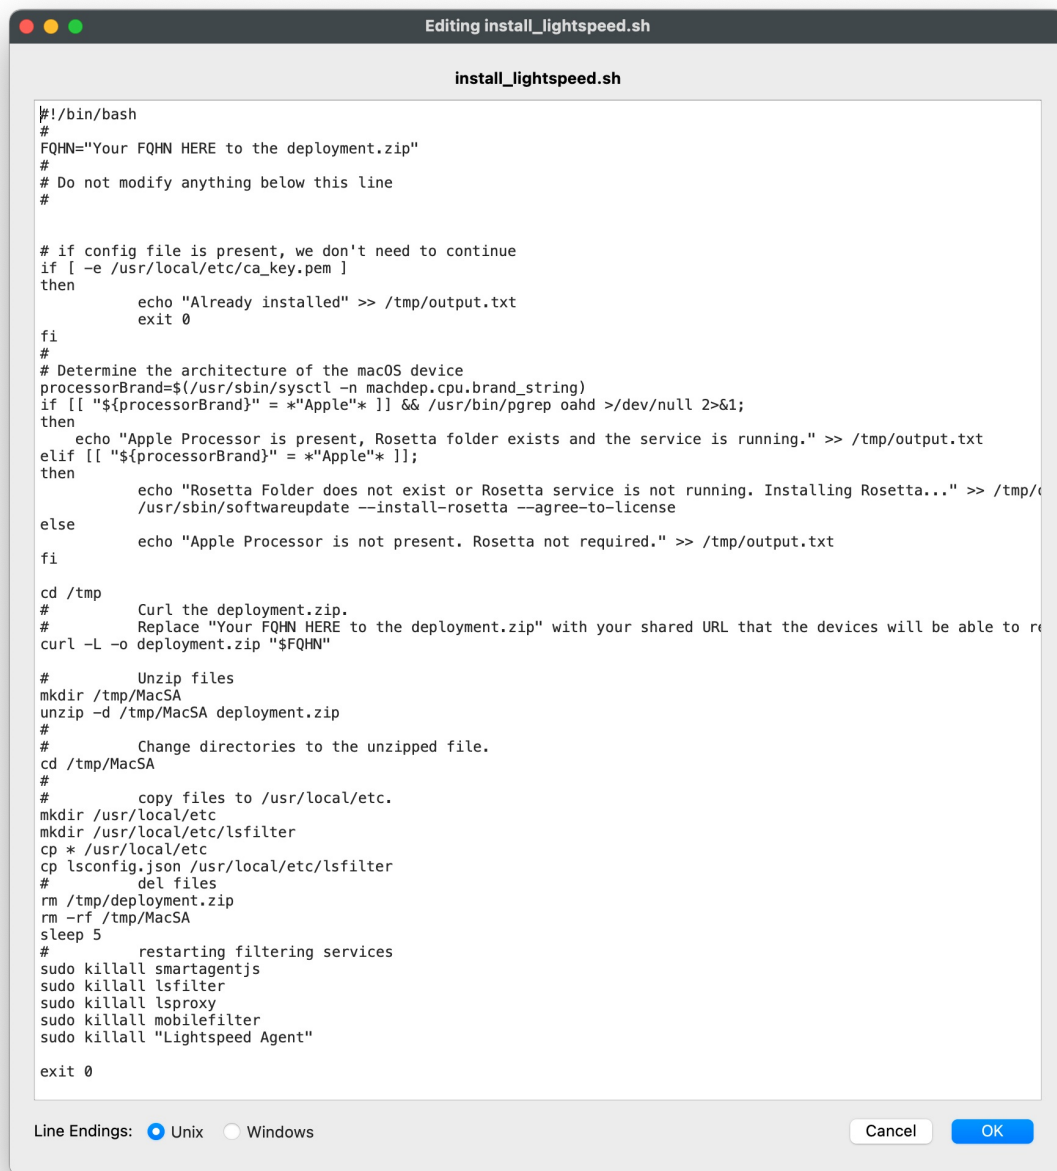 Editing install_lightspeed.sh
install_lightspeed.sh
#!/bin/bash
#
FQHN="Your FQHN HERE to the deployment.zip"
#
# Do not modify anything below this line
#
# if config file is present, we don't need to continue
if [ -e /usr/local/etc/ca_key.pem ]
then
echo "Already installed" >> /tmp/output.txt
exit 0
fi
#
# Determine the architecture of the macOS device
processorBrand=$(/usr/sbin/sysctl -n machdep.cpu.brand_string)
if [[ "${processorBrand}" = *"Apple"* ]] && /usr/bin/pgrep oahd >/dev/null 2>&1;
then
echo "Apple Processor is present, Rosetta folder exists and the service is running." >> /tmp/output.txt
elif [[ "${processorBrand}" = *"Apple"* ]];
then
echo "Rosetta Folder does not exist or Rosetta service is not running. Installing Rosetta..." >> /tmp/
/usr/sbin/softwareupdate --install-rosetta --agree-to-license
else
echo "Apple Processor is not present. Rosetta not required." >> /tmp/output.txt
fi
cd /tmp
# Curl the deployment.zip.
# Replace "Your FQHN HERE to the deployment.zip" with your shared URL that the devices will be able to
curl -L -o deployment.zip "$FQHN"
# Unzip files
mkdir /tmp/MacSA
unzip -d /tmp/MacSA deployment.zip
#
# Change directories to the unzipped file.
cd /tmp/MacSA
#
# copy files to /usr/local/etc.
mkdir /usr/local/etc
mkdir /usr/local/etc/lsfilter
cp * /usr/local/etc
cp lsconfig.json /usr/local/etc/lsfilter
# del files
rm /tmp/deployment.zip
rm -rf /tmp/MacSA
sleep 5
# restarting filtering services
sudo killall smartagentjs
sudo killall lsfilter
sudo killall lsproxy
sudo killall mobilefilter
sudo killall "Lightspeed Agent"
exit 0
Line Endings: Unix Windows Cancel OK